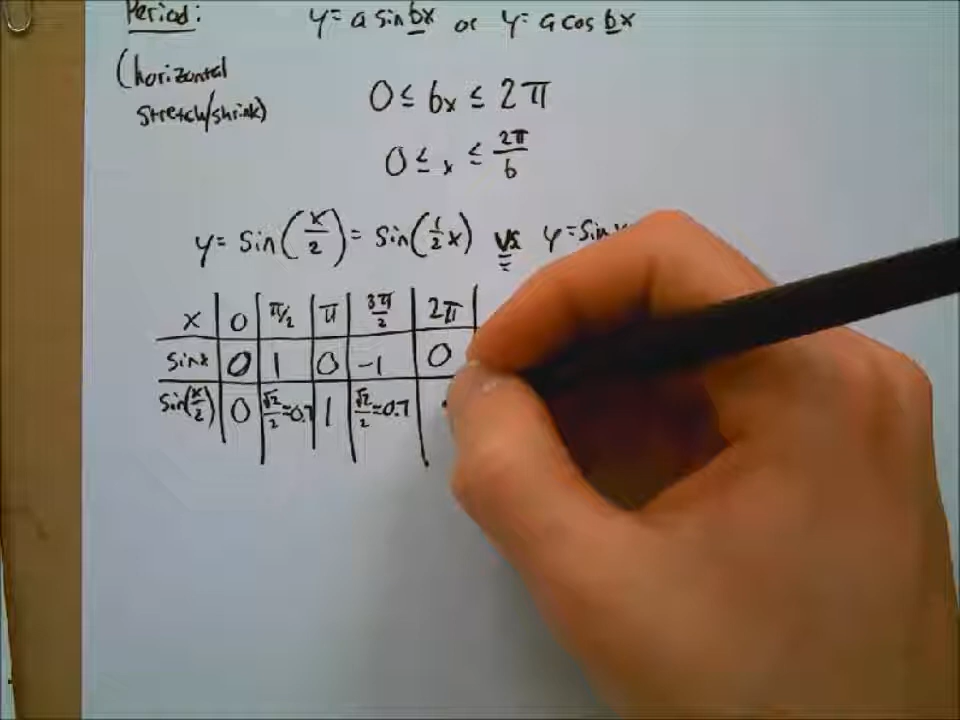 Period: y = a sin bx or y = a cos bx
(horizontal
stretch/shrink)
0 ≤ bx ≤ 2π
0 ≤ x ≤ 2π/b
y = sin(x/2) = sin(1/2 x) vs y = sin x
x | 0 | π/2 | π | 3π/2 | 2π
sin x | 0 | 1 | 0 | -1 | 0
sin(x/2) | 0 | √2/2 ≈ 0.7 | 1 | √2/2 ≈ 0.7